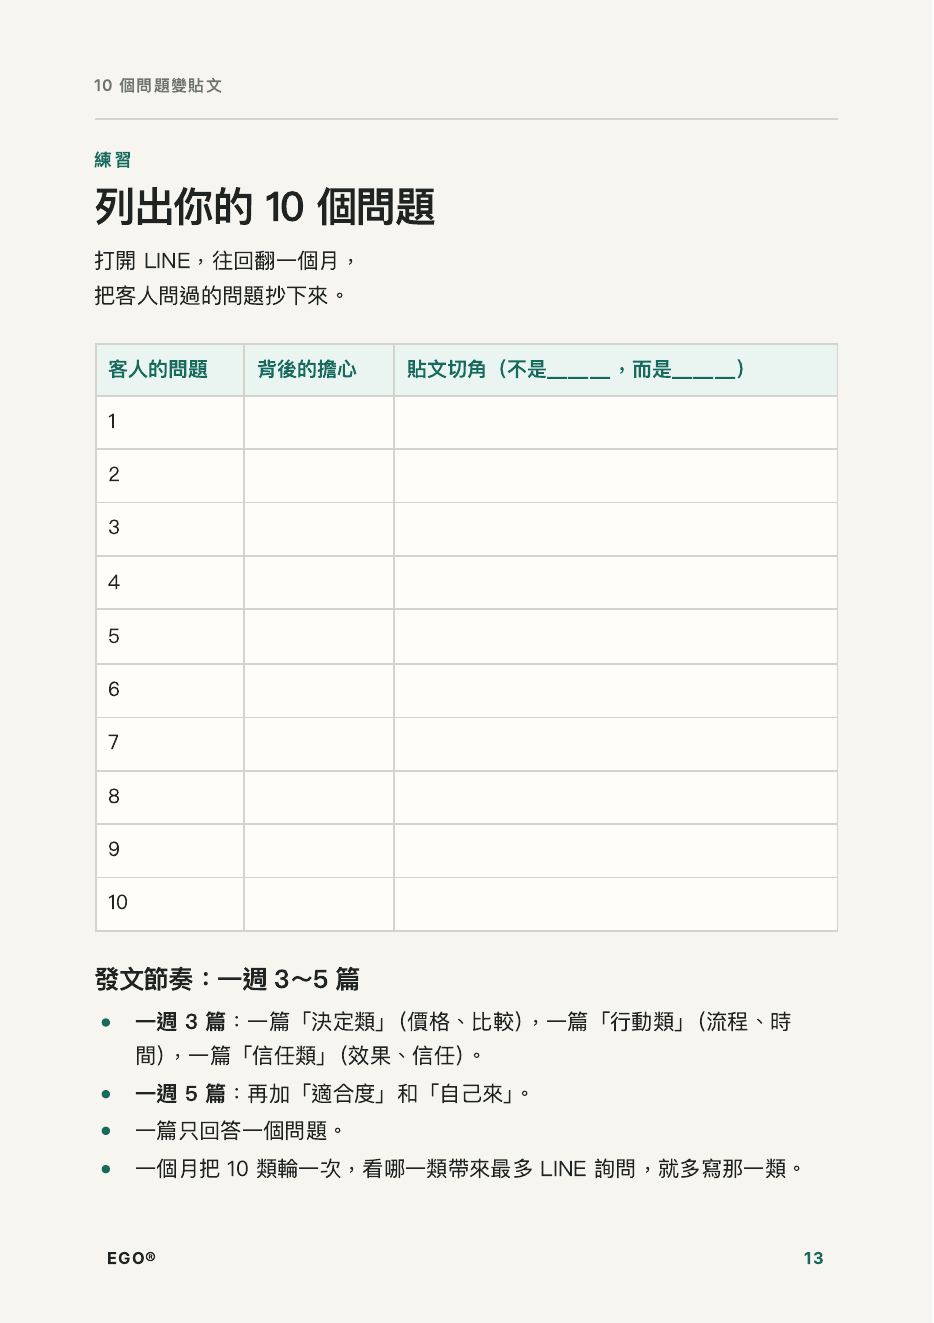 10 個問題變貼文
練習
列出你的 10 個問題
打開 LINE，往回翻一個月，
把客人問過的問題抄下來。
客人的問題 背後的擔心 貼文切角（不是______，而是______）
1
2
3
4
5
6
7
8
9
10
發文節奏：一週 3～5 篇
• 一週 3 篇：一篇「決定類」（價格、比較），一篇「行動類」（流程、時
間），一篇「信任類」（效果、信任）。
• 一週 5 篇：再加「適合度」和「自己來」。
• 一篇只回答一個問題。
• 一個月把 10 類輪一次，看哪一類帶來最多 LINE 詢問，就多寫那一類。
EGO® 13